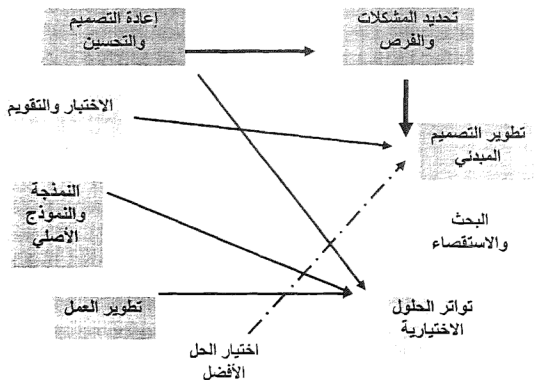 تحديد المشكلات
والفرص
إعادة التصميم
والتحسين
الاختبار والتقويم
تطوير التصميم
المبدئي
النمذجة
والنموذج
الأصلي
البحث
والاستقصاء
تطوير العمل
تواتر الحلول
الاختيارية
اختيار الحل
الأفضل